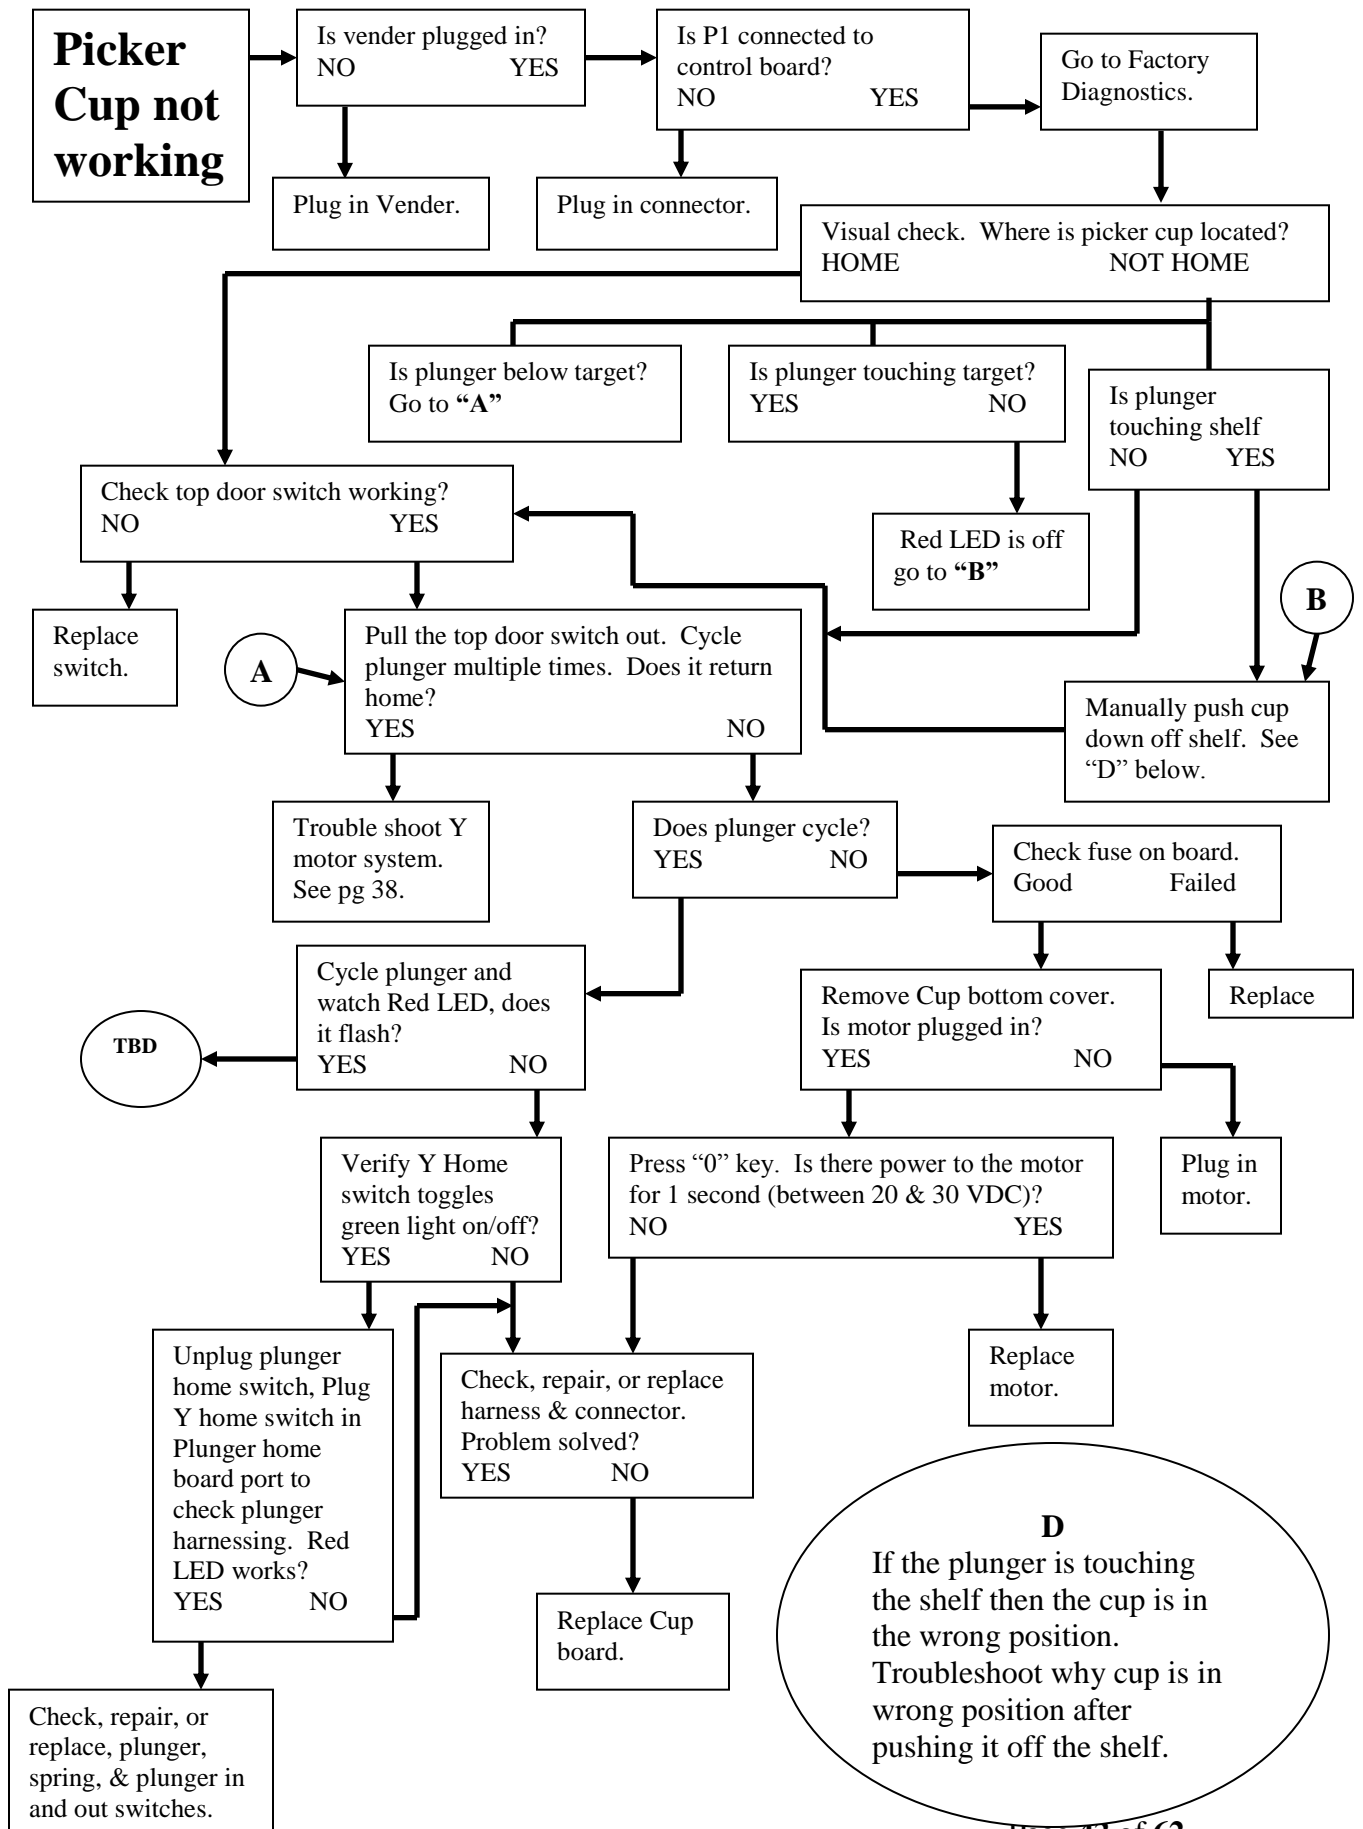 Picker
Cup not
working
Is vender plugged in?
NO YES
Is P1 connected to
control board?
NO YES
Go to Factory
Diagnostics.
Plug in Vender.
Plug in connector.
Visual check. Where is picker cup located?
HOME NOT HOME
Is plunger below target?
Go to “A”
Is plunger touching target?
YES NO
Is plunger
touching shelf
NO YES
Check top door switch working?
NO YES
Red LED is off
go to “B”
B
Replace
switch.
A
Pull the top door switch out. Cycle
plunger multiple times. Does it return
home?
YES NO
Manually push cup
down off shelf. See
“D” below.
Trouble shoot Y
motor system.
See pg 38.
Does plunger cycle?
YES NO
Check fuse on board.
Good Failed
Cycle plunger and
watch Red LED, does
it flash?
YES NO
TBD
Remove Cup bottom cover.
Is motor plugged in?
YES NO
Replace
Verify Y Home
switch toggles
green light on/off?
YES NO
Press “0” key. Is there power to the motor
for 1 second (between 20 & 30 VDC)?
NO YES
Plug in
motor.
Unplug plunger
home switch, Plug
Y home switch in
Plunger home
board port to
check plunger
harnessing. Red
LED works?
YES NO
Check, repair, or replace
harness & connector.
Problem solved?
YES NO
Replace
motor.
Replace Cup
board.
D
If the plunger is touching
the shelf then the cup is in
the wrong position.
Troubleshoot why cup is in
wrong position after
pushing it off the shelf.
Check, repair, or
replace, plunger,
spring, & plunger in
and out switches.
of 62